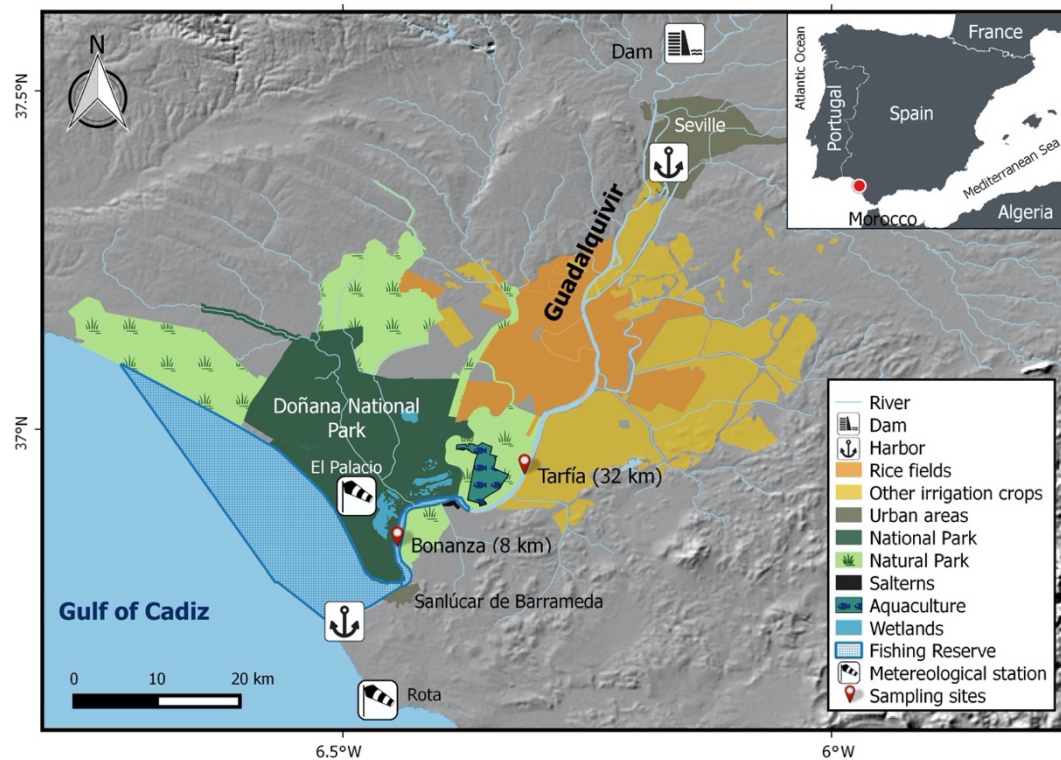 N
37.5°N
37°N
6.5°W
6°W
Dam
Seville
Guadalquivir
Doñana National
Park
El Palacio
Tarfía (32 km)
Bonanza (8 km)
Sanlúcar de Barrameda
Gulf of Cadiz
Rota
0
10
20 km
Atlantic Ocean
France
Portugal
Spain
Mediterranean Sea
Morocco
Algeria
River
Dam
Harbor
Rice fields
Other irrigation crops
Urban areas
National Park
Natural Park
Salterns
Aquaculture
Wetlands
Fishing Reserve
Metereological station
Sampling sites